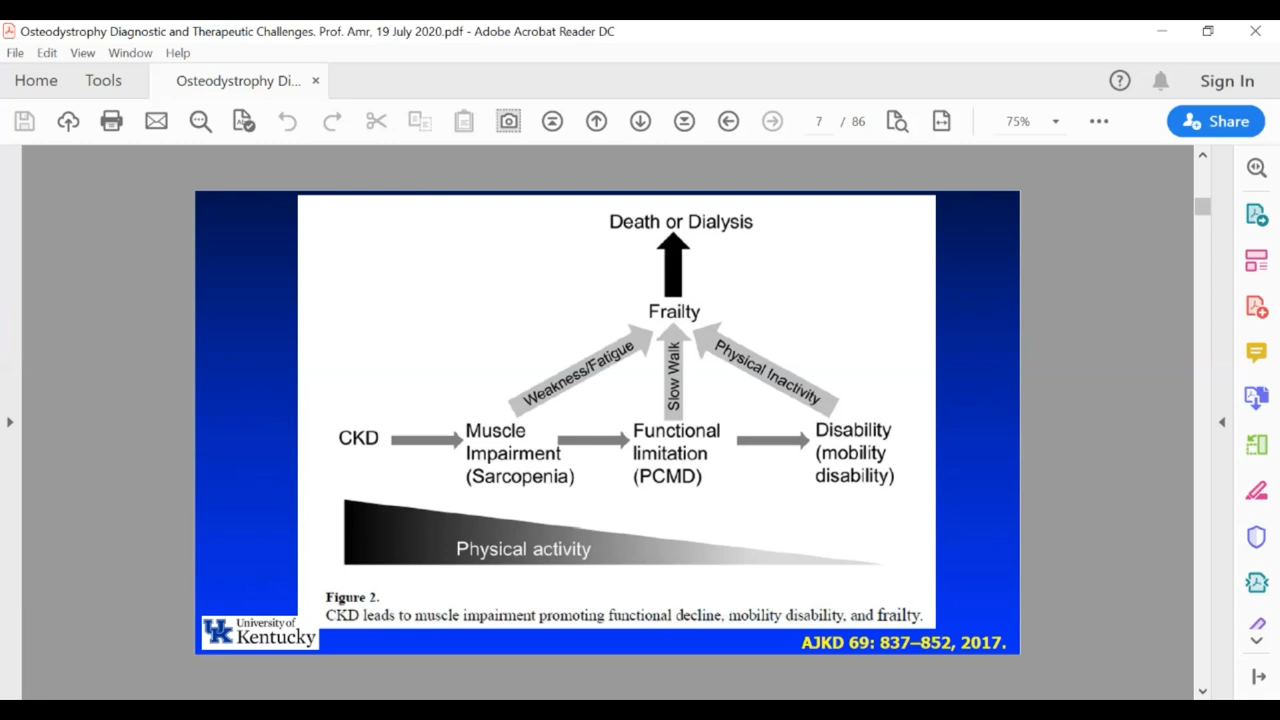 Osteodystrophy Diagnostic and Therapeutic Challenges. Prof. Amr, 19 July 2020.pdf - Adobe Acrobat Reader DC
File Edit View Window Help
Home Tools Osteodystrophy Di... × Sign In
7 / 86 75% Share
Death or Dialysis
Frailty
Weakness/Fatigue
Slow Walk
Physical Inactivity
CKD
Muscle
Impairment
(Sarcopenia)
Functional
limitation
(PCMD)
Disability
(mobility
disability)
Physical activity
Figure 2.
CKD leads to muscle impairment promoting functional decline, mobility disability, and frailty.
UK University of
Kentucky
AJKD 69: 837–852, 2017.